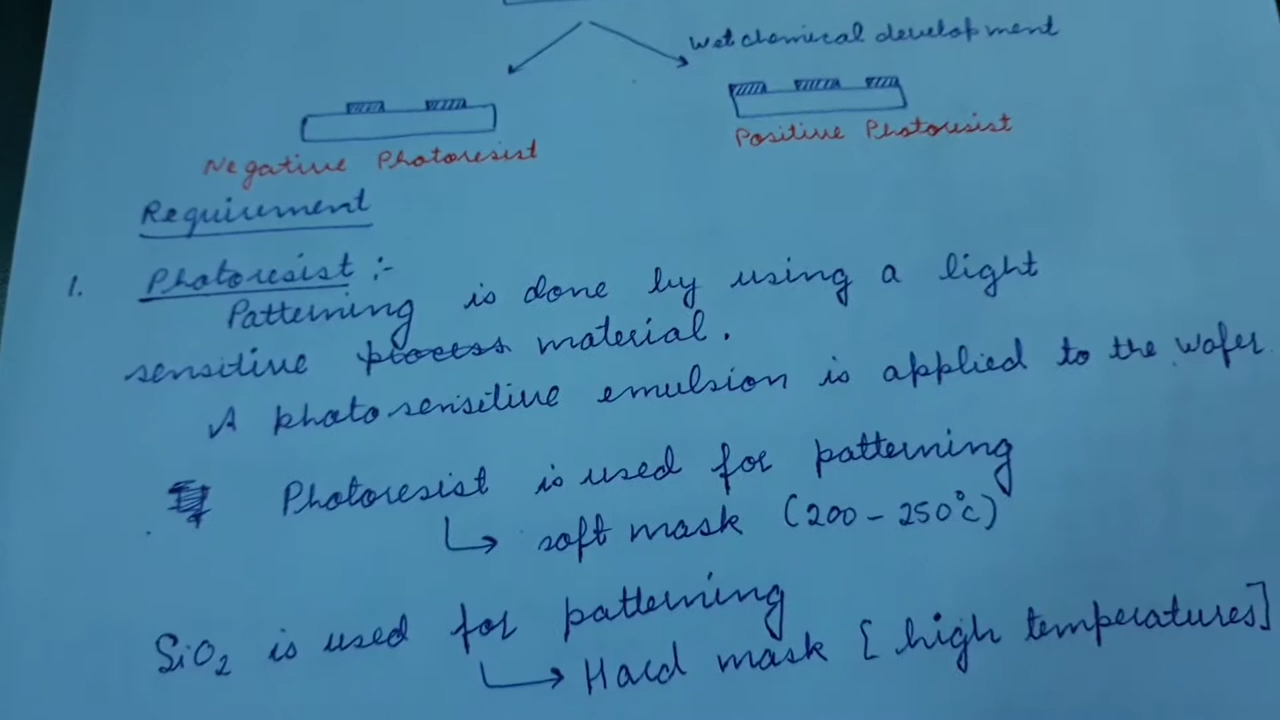 Wet chemical development
Negative Photoresist
Positive Photoresist
Requirement
1. Photoresist :-
Patterning is done by using a light
sensitive process material.
A photosensitive emulsion is applied to the wafer
Photoresist is used for patterning
↳ soft mask (200 - 250°C)
SiO2 is used for patterning
↳ Hard mask [high temperatures]